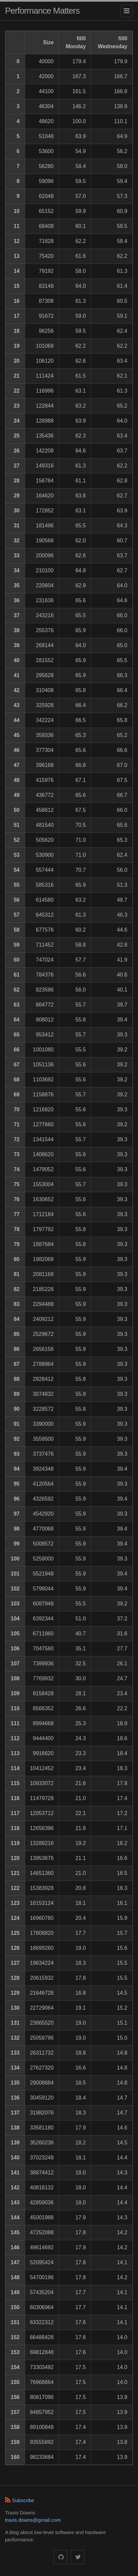 Performance Matters
Size NI40 Monday NI40 Wednesday
0 40000 179.4 179.9
1 42000 167.3 166.7
2 44100 161.5 166.8
3 46304 146.2 138.9
4 48620 100.0 110.1
5 51048 63.9 64.9
6 53600 54.9 56.2
7 56280 58.4 58.0
8 59096 59.5 59.4
9 62048 57.0 57.3
10 65152 59.9 60.9
11 68408 60.1 58.5
12 71828 62.2 58.4
13 75420 61.6 62.2
14 79192 58.0 61.3
15 83148 64.0 61.4
16 87308 61.3 60.5
17 91672 59.0 59.1
18 96256 59.5 62.4
19 101068 62.2 62.2
20 106120 62.6 63.4
21 111424 61.5 62.1
22 116996 63.1 61.3
23 122844 63.2 65.2
24 128988 63.9 64.0
25 135436 62.3 63.4
26 142208 64.6 63.7
27 149316 61.3 62.2
28 156784 61.1 62.8
29 164620 63.8 62.7
30 172852 63.1 63.9
31 181496 65.5 64.3
32 190568 62.0 60.7
33 200096 62.6 63.7
34 210100 64.8 62.7
35 220604 62.9 64.0
36 231636 65.6 64.6
37 243216 65.5 66.0
38 255376 65.9 66.0
39 268144 64.0 65.0
40 281552 65.9 65.5
41 295628 65.9 66.3
42 310408 65.8 66.4
43 325928 66.4 66.2
44 342224 66.5 65.8
45 359336 65.3 65.2
46 377304 65.6 66.6
47 396168 66.6 67.0
48 415976 67.1 67.5
49 436772 65.6 66.7
50 458612 67.5 66.0
51 481540 70.5 65.6
52 505620 71.0 65.3
53 530900 71.0 62.4
54 557444 70.7 56.0
55 585316 65.9 51.3
56 614580 63.2 48.7
57 645312 61.3 46.3
58 677576 60.2 44.6
59 711452 58.8 42.8
60 747024 57.7 41.9
61 784376 56.6 40.6
62 823596 56.0 40.1
63 864772 55.7 39.7
64 908012 55.8 39.4
65 953412 55.7 39.3
66 1001080 55.5 39.2
67 1051136 55.6 39.2
68 1103692 55.6 39.2
69 1158876 55.7 39.2
70 1216820 55.6 39.3
71 1277660 55.6 39.2
72 1341544 55.7 39.3
73 1408620 55.6 39.3
74 1479052 55.6 39.3
75 1553004 55.7 39.3
76 1630652 55.6 39.3
77 1712184 55.6 39.3
78 1797792 55.8 39.3
79 1887684 55.8 39.3
80 1982068 55.9 39.3
81 2081168 55.9 39.3
82 2185228 55.9 39.3
83 2294488 55.9 39.3
84 2409212 55.9 39.3
85 2529672 55.9 39.3
86 2656156 55.9 39.3
87 2788964 55.9 39.3
88 2928412 55.8 39.3
89 3074832 55.9 39.3
90 3228572 55.8 39.3
91 3390000 55.9 39.3
92 3559500 55.9 39.3
93 3737476 55.9 39.3
94 3924348 55.9 39.4
95 4120564 55.9 39.3
96 4326592 55.9 39.4
97 4542920 55.9 39.3
98 4770068 55.9 39.4
99 5008572 55.9 39.4
100 5259000 55.9 39.3
101 5521948 55.9 39.4
102 5798044 55.9 39.4
103 6087948 55.5 39.2
104 6392344 51.0 37.2
105 6711960 40.7 31.6
106 7047560 35.1 27.7
107 7399936 32.5 26.1
108 7769932 30.0 24.7
109 8158428 28.1 23.4
110 8566352 26.6 22.2
111 8994668 25.3 18.9
112 9444400 24.3 18.6
113 9916620 23.3 18.4
114 10412452 23.4 18.3
115 10933072 21.6 17.8
116 11479728 21.0 17.4
117 12053712 22.1 17.2
118 12656396 21.8 17.1
119 13289216 19.2 16.2
120 13953676 21.1 16.6
121 14651360 21.0 16.5
122 15383928 20.8 16.3
123 16153124 18.1 16.1
124 16960780 20.4 15.9
125 17808820 17.7 15.7
126 18699260 19.0 15.6
127 19634224 18.3 15.5
128 20615932 17.8 15.5
129 21646728 16.8 14.5
130 22729064 19.1 15.2
131 23865520 19.0 15.1
132 25058796 19.0 15.0
133 26311732 18.8 14.8
134 27627320 18.6 14.8
135 29008684 18.5 14.8
136 30459120 18.4 14.7
137 31982076 18.3 14.7
138 33581180 17.9 14.6
139 35260236 18.2 14.5
140 37023248 18.1 14.4
141 38874412 18.0 14.3
142 40818132 18.0 14.4
143 42859036 18.0 14.4
144 45001988 17.9 14.3
145 47252088 17.8 14.2
146 49614692 17.9 14.2
147 52095424 17.8 14.1
148 54700196 17.8 14.2
149 57435204 17.7 14.1
150 60306964 17.7 14.1
151 63322312 17.6 14.1
152 66488428 17.6 14.0
153 69812848 17.6 14.0
154 73303492 17.5 14.0
155 76968664 17.5 14.0
156 80817096 17.5 13.9
157 84857952 17.5 13.9
158 89100848 17.4 13.9
159 93555892 17.4 13.9
160 98233684 17.4 13.9
Subscribe
Travis Downs
travis.downs@gmail.com
A blog about low-level software and hardware
performance.